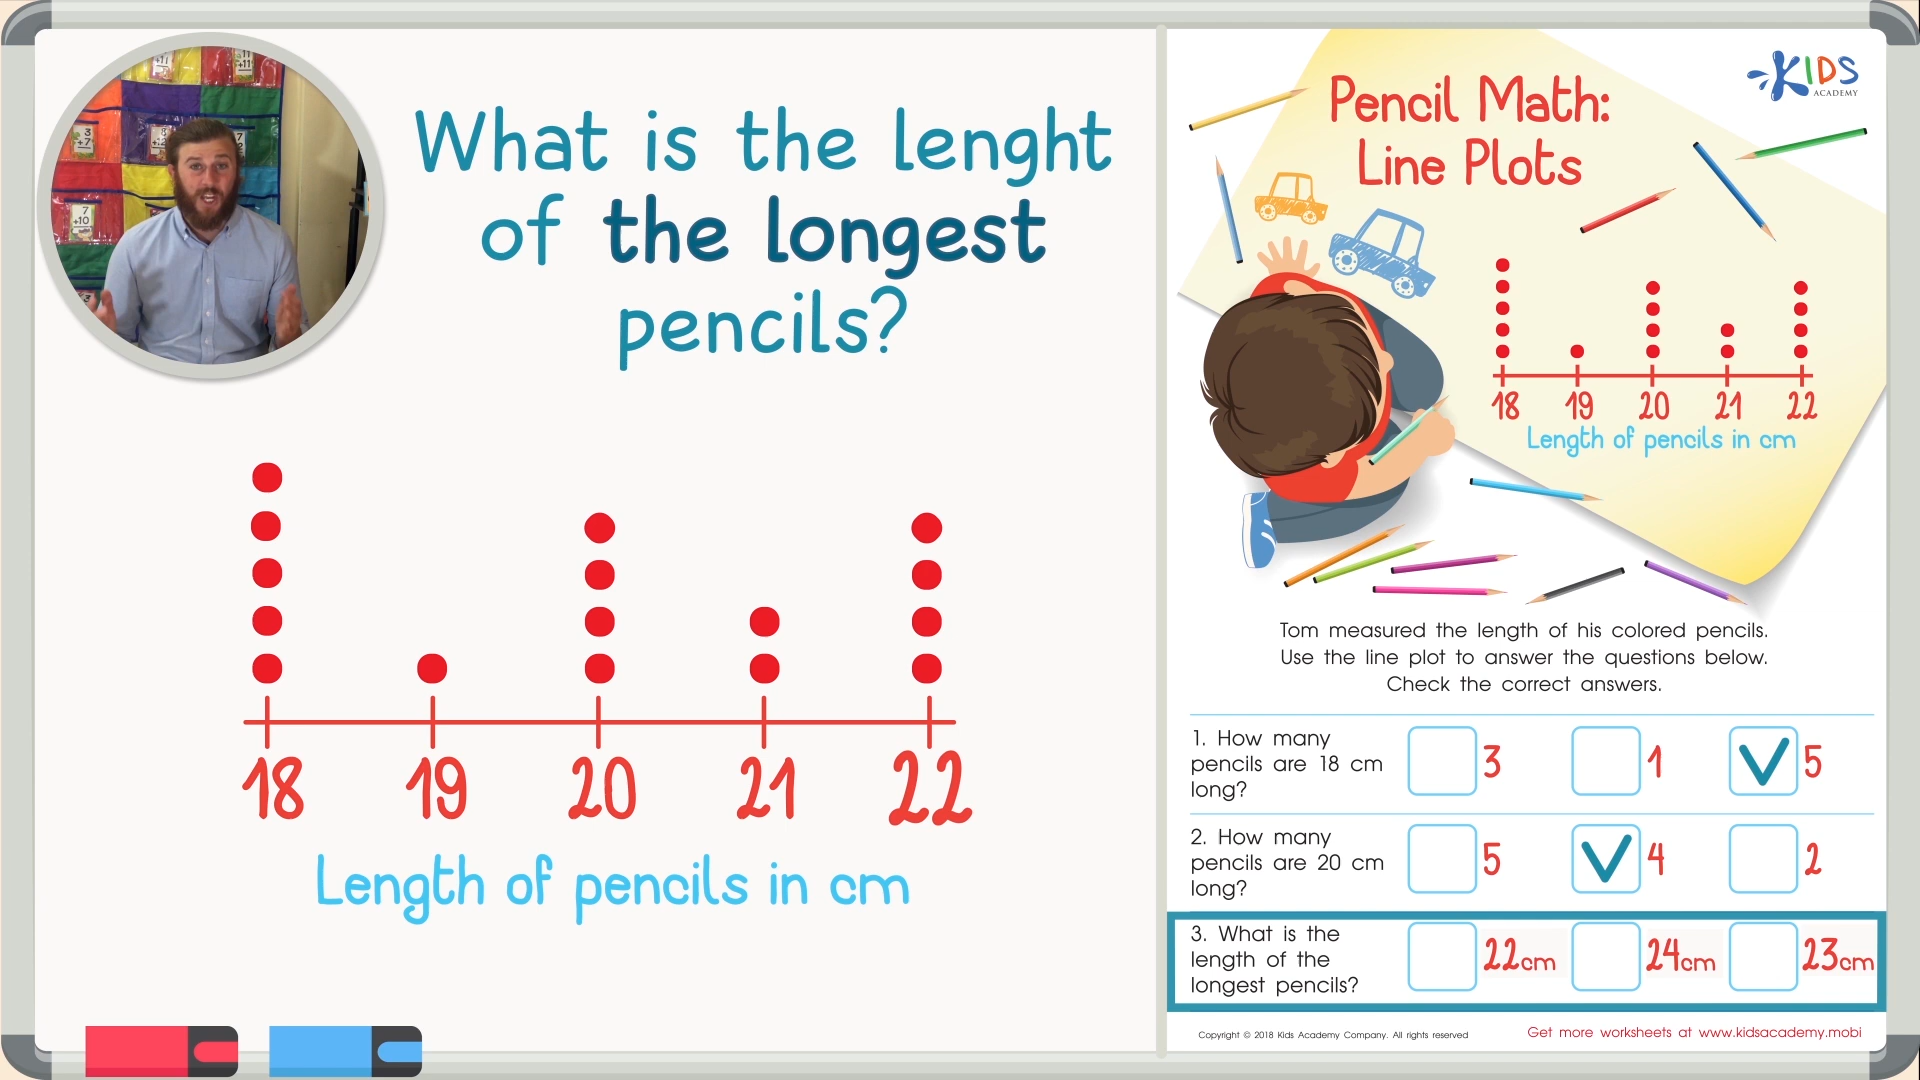 What is the lenght
of the longest
pencils?
18 19 20 21 22
Length of pencils in cm
KIDS
ACADEMY
Pencil Math:
Line Plots
18 19 20 21 22
Length of pencils in cm
Tom measured the length of his colored pencils.
Use the line plot to answer the questions below.
Check the correct answers.
1. How many
pencils are 18 cm
long?
3 1 5
2. How many
pencils are 20 cm
long?
5 4 2
3. What is the
length of the
longest pencils?
22cm 24cm 23cm
Copyright © 2018 Kids Academy Company. All rights reserved
Get more worksheets at www.kidsacademy.mobi